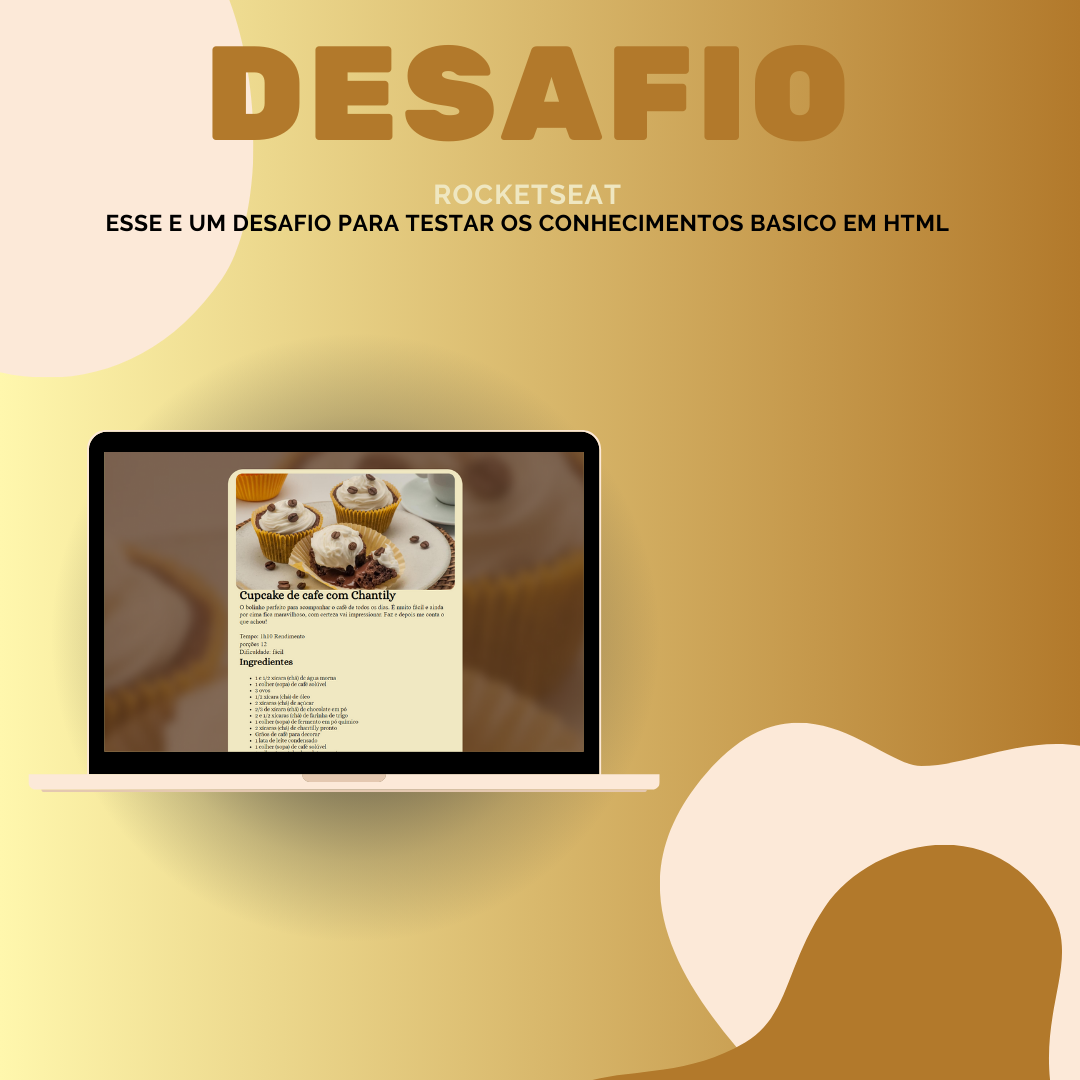 DESAFIO
ROCKETSEAT
ESSE E UM DESAFIO PARA TESTAR OS CONHECIMENTOS BASICO EM HTML
Cupcake de cafe com Chantily
O bolinho perfeito para acompanhar o café de todos os dias. É muito fácil e ainda
por cima fica maravilhoso, com certeza vai impressionar. Faz e depois me conta o
que achou!
Tempo: 1h10 Rendimento
porções 12
Dificuldade: fácil
Ingredientes
1 e 1/2 xícara (chá) de água morna
1 colher (sopa) de café solúvel
3 ovos
1/2 xícara (chá) de óleo
2 xícaras (chá) de açúcar
2/3 de xícara (chá) de chocolate em pó
2 e 1/2 xícaras (chá) de farinha de trigo
1 colher (sopa) de fermento em pó químico
2 xícaras (chá) de chantilly pronto
Grãos de café para decorar
1 lata de leite condensado
1 colher (sopa) de café solúvel